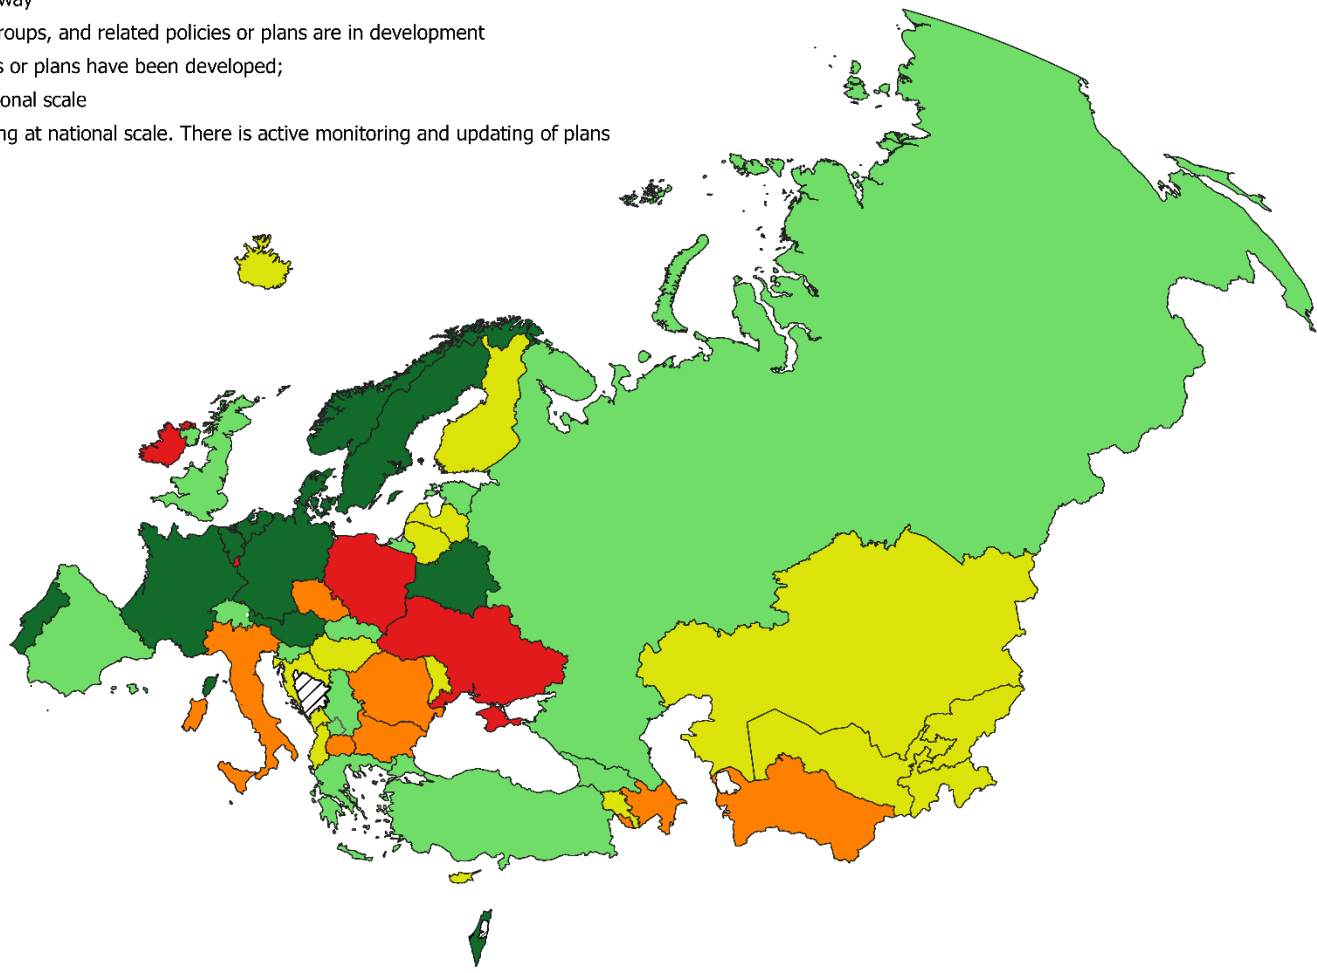 way
roups, and related policies or plans are in development
s or plans have been developed;
onal scale
ng at national scale. There is active monitoring and updating of plans